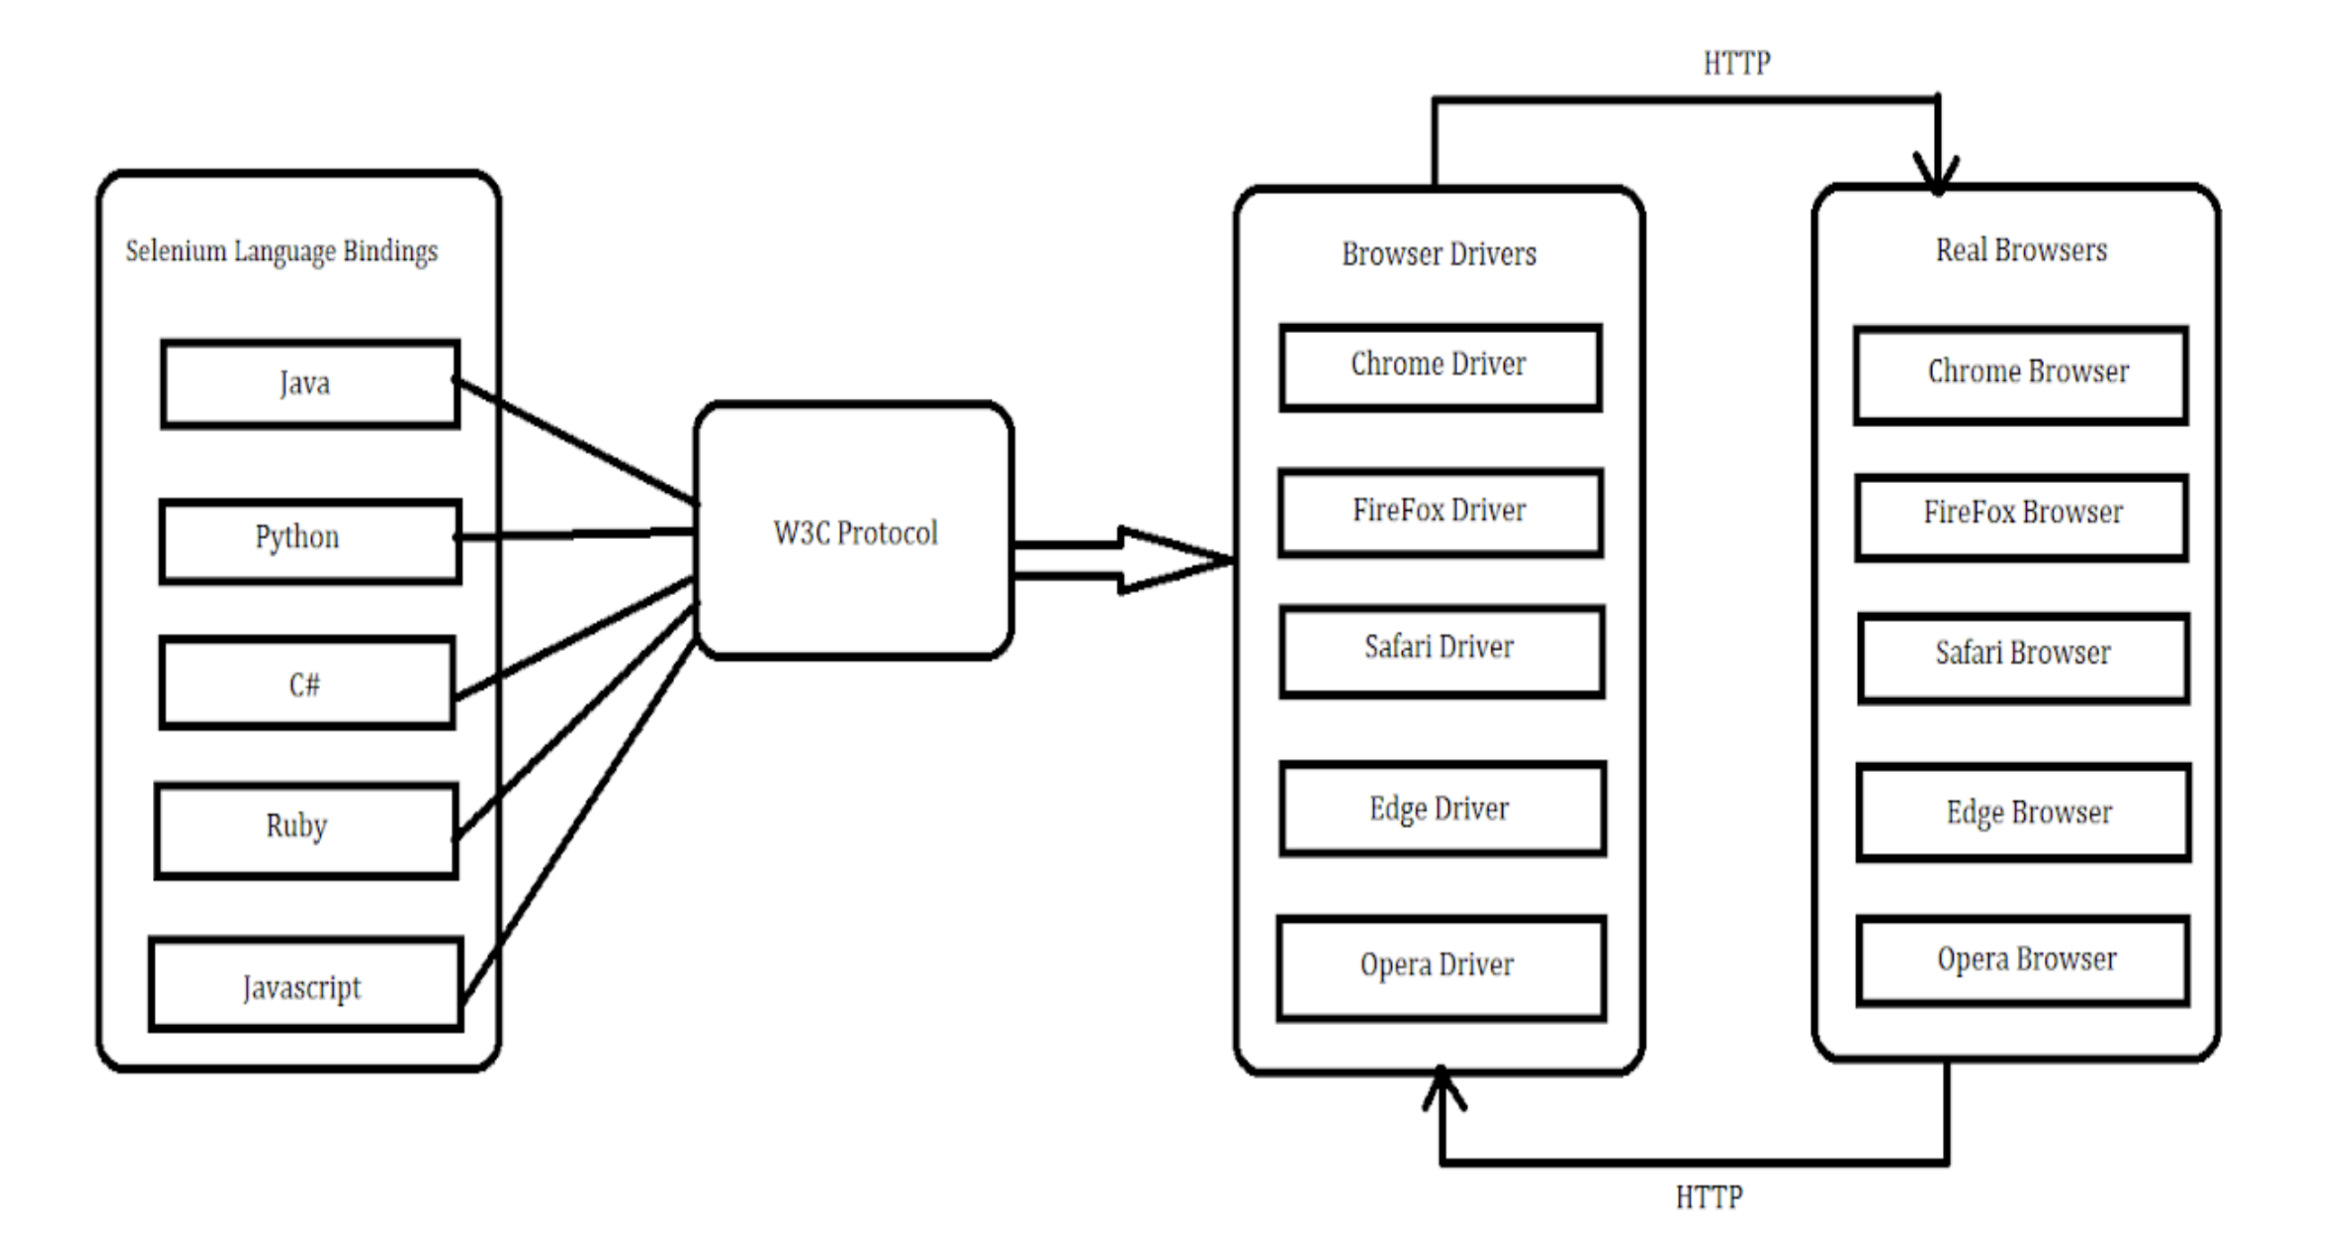 Selenium Language Bindings
Java
Python
C#
Ruby
Javascript
W3C Protocol
HTTP
Browser Drivers
Chrome Driver
FireFox Driver
Safari Driver
Edge Driver
Opera Driver
Real Browsers
Chrome Browser
FireFox Browser
Safari Browser
Edge Browser
Opera Browser
HTTP